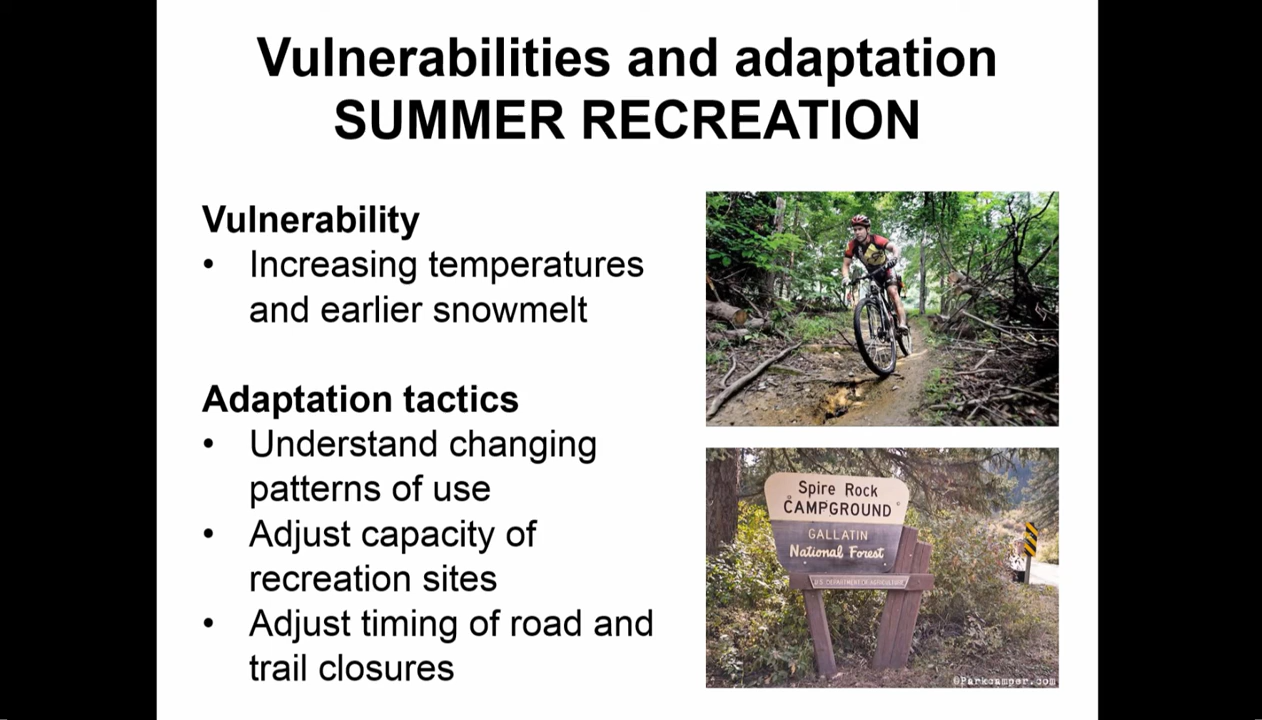 Vulnerabilities and adaptation
SUMMER RECREATION
Vulnerability
• Increasing temperatures
and earlier snowmelt
Adaptation tactics
• Understand changing
patterns of use
• Adjust capacity of
recreation sites
• Adjust timing of road and
trail closures
Spire Rock
CAMPGROUND
GALLATIN
National Forest
U.S. DEPARTMENT OF AGRICULTURE
©Parkcamper.com